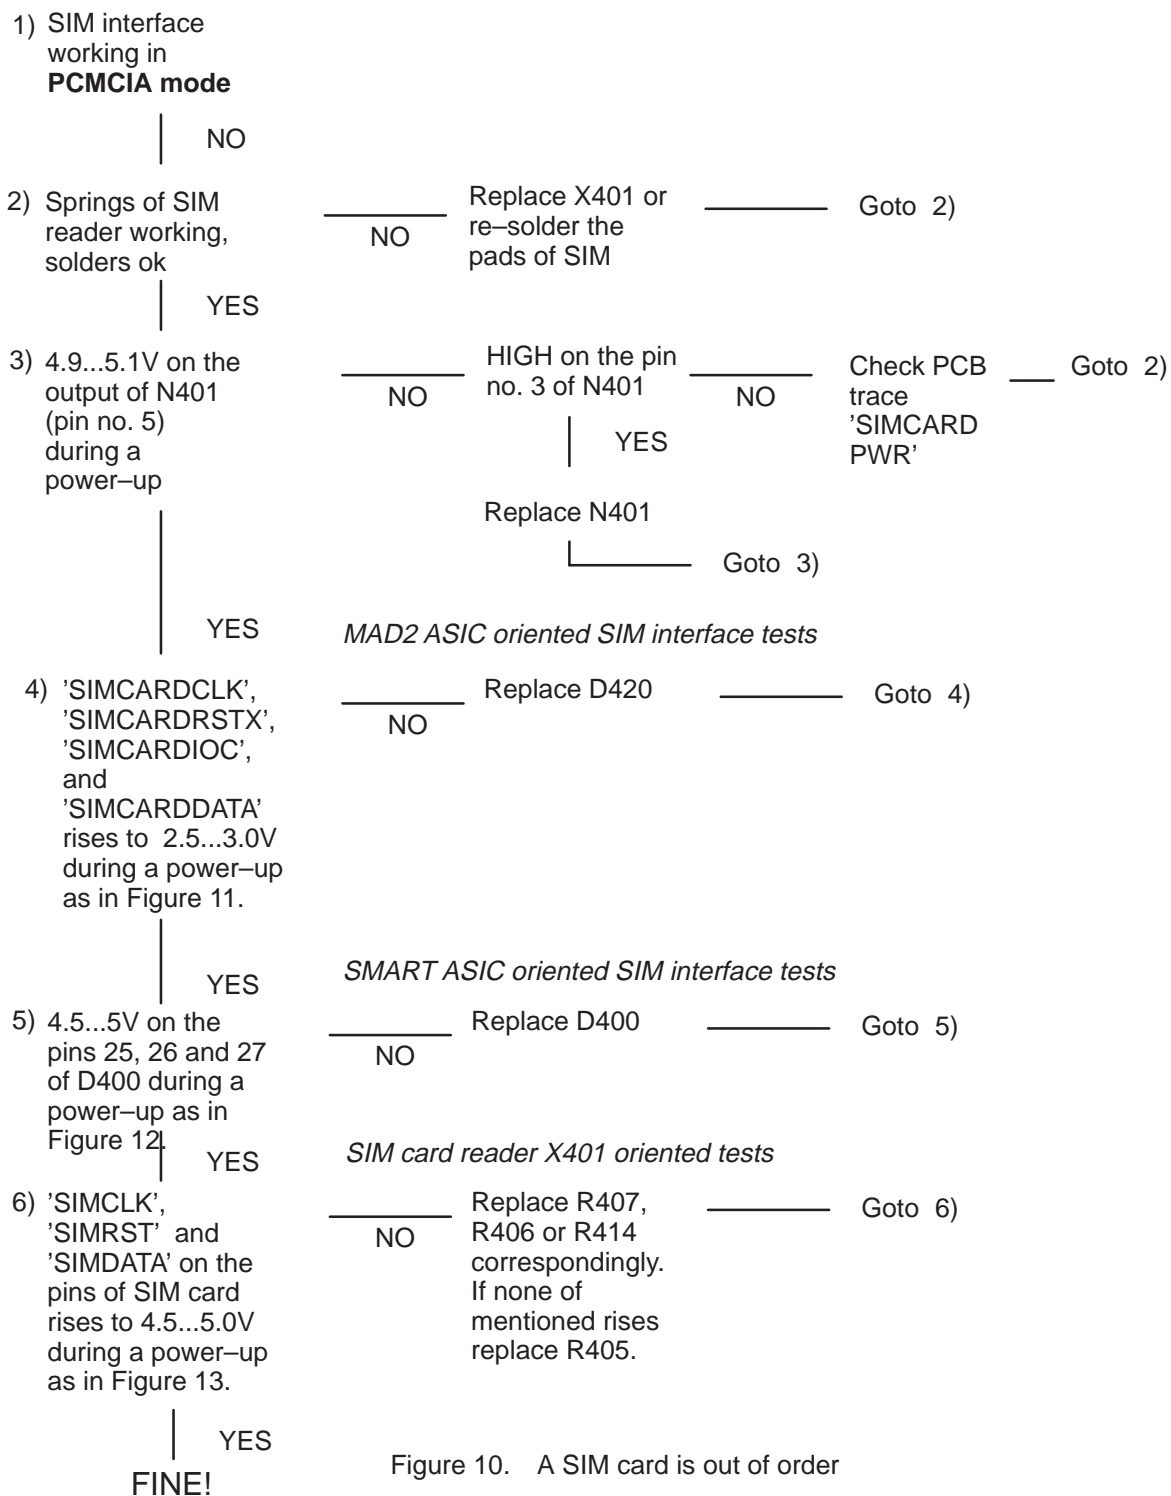 1) SIM interface
working in
PCMCIA mode
NO
2) Springs of SIM
reader working,
solders ok
NO
Replace X401 or
re–solder the
pads of SIM
Goto 2)
YES
3) 4.9...5.1V on the
output of N401
(pin no. 5)
during a
power–up
NO
HIGH on the pin
no. 3 of N401
NO
Check PCB
trace
’SIMCARD
PWR’
Goto 2)
YES
Replace N401
Goto 3)
YES
MAD2 ASIC oriented SIM interface tests
4) ’SIMCARDCLK’,
’SIMCARDRSTX’,
’SIMCARDIOC’,
and
’SIMCARDDATA’
rises to 2.5...3.0V
during a power–up
as in Figure 11.
NO
Replace D420
Goto 4)
YES
SMART ASIC oriented SIM interface tests
5) 4.5...5V on the
pins 25, 26 and 27
of D400 during a
power–up as in
Figure 12.
NO
Replace D400
Goto 5)
YES
SIM card reader X401 oriented tests
6) ’SIMCLK’,
’SIMRST’ and
’SIMDATA’ on the
pins of SIM card
rises to 4.5...5.0V
during a power–up
as in Figure 13.
NO
Replace R407,
R406 or R414
correspondingly.
If none of
mentioned rises
replace R405.
Goto 6)
YES
FINE!
Figure 10. A SIM card is out of order